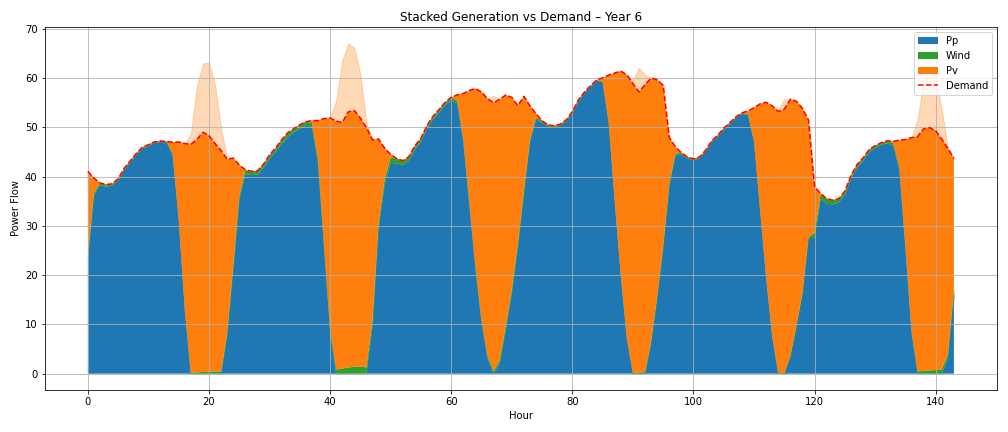 Stacked Generation vs Demand – Year 6
70
60
50
40
30
20
10
0
Power Flow
Pp
Wind
Pv
Demand
0 20 40 60 80 100 120 140
Hour